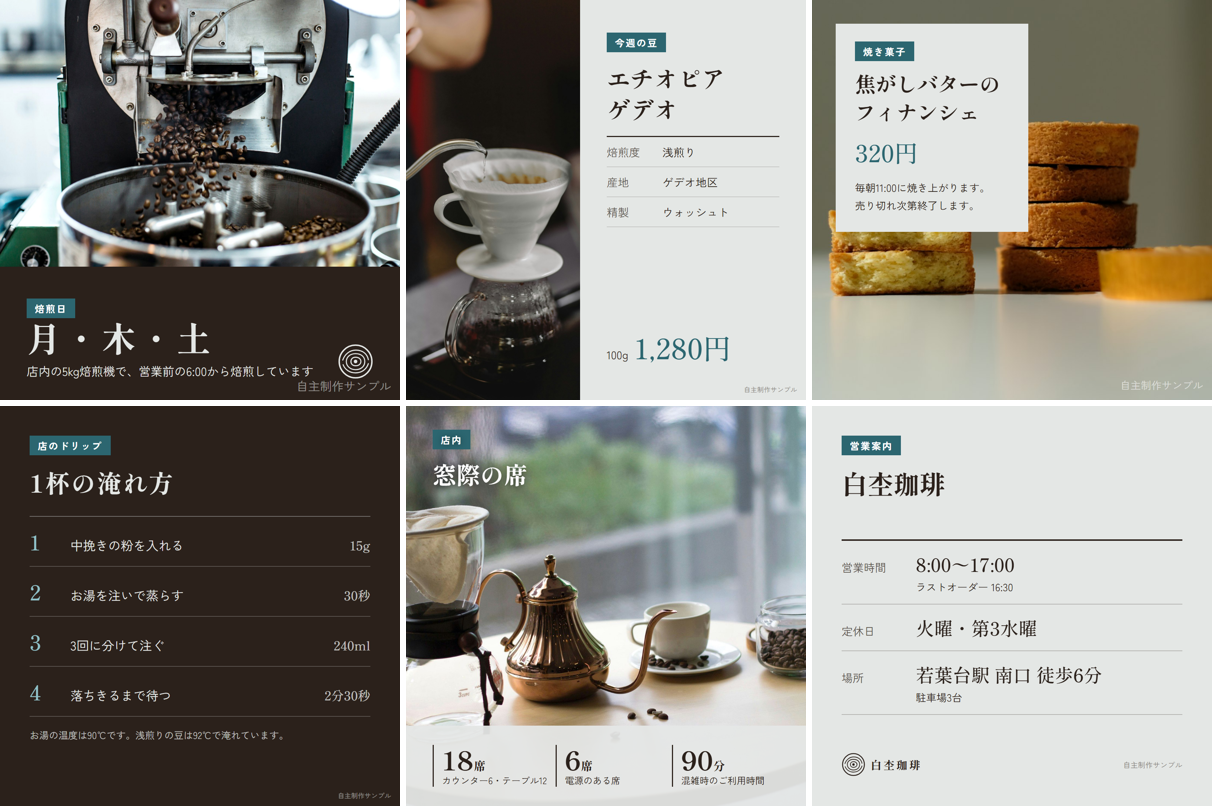 焙煎日
月・木・土
店内の5kg焙煎機で、営業前の6:00から焙煎しています
自主制作サンプル
今週の豆
エチオピア
ゲデオ
焙煎度 浅煎り
産地 ゲデオ地区
精製 ウォッシュト
100g 1,280円
自主制作サンプル
焼き菓子
焦がしバターの
フィナンシェ
320円
毎朝11:00に焼き上がります。
売り切れ次第終了します。
自主制作サンプル
店のドリップ
1杯の淹れ方
1 中挽きの粉を入れる 15g
2 お湯を注いで蒸らす 30秒
3 3回に分けて注ぐ 240ml
4 落ちきるまで待つ 2分30秒
お湯の温度は90℃です。浅煎りの豆は92℃で淹れています。
自主制作サンプル
店内
窓際の席
18席
カウンター6・テーブル12
6席
電源のある席
90分
混雑時のご利用時間
営業案内
白杢珈琲
営業時間 8:00〜17:00
ラストオーダー 16:30
定休日 火曜・第3水曜
場所 若葉台駅 南口 徒歩6分
駐車場3台
白杢珈琲
自主制作サンプル